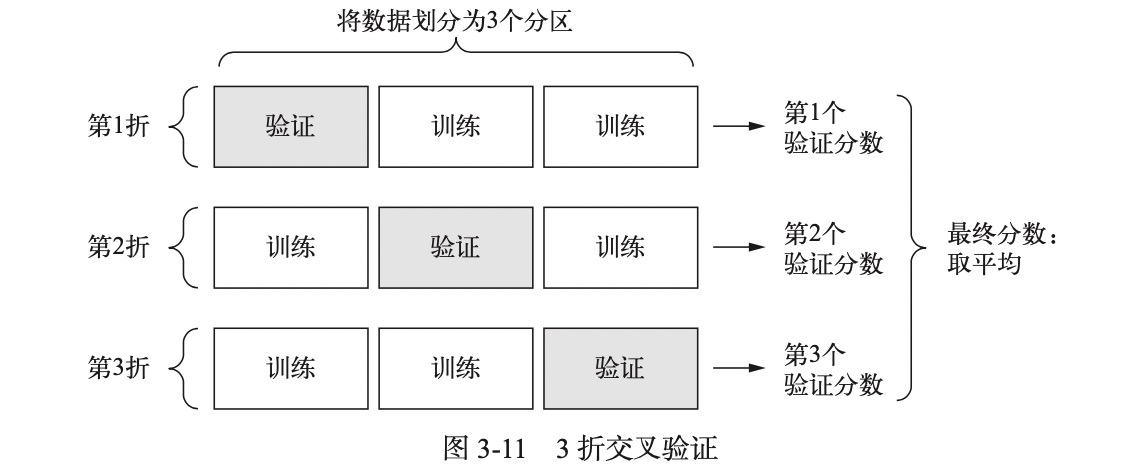 将数据划分为3个分区
第1折
验证
训练
训练
第1个
验证分数
第2折
训练
验证
训练
第2个
验证分数
最终分数：
取平均
第3折
训练
训练
验证
第3个
验证分数
图 3-11 3 折交叉验证